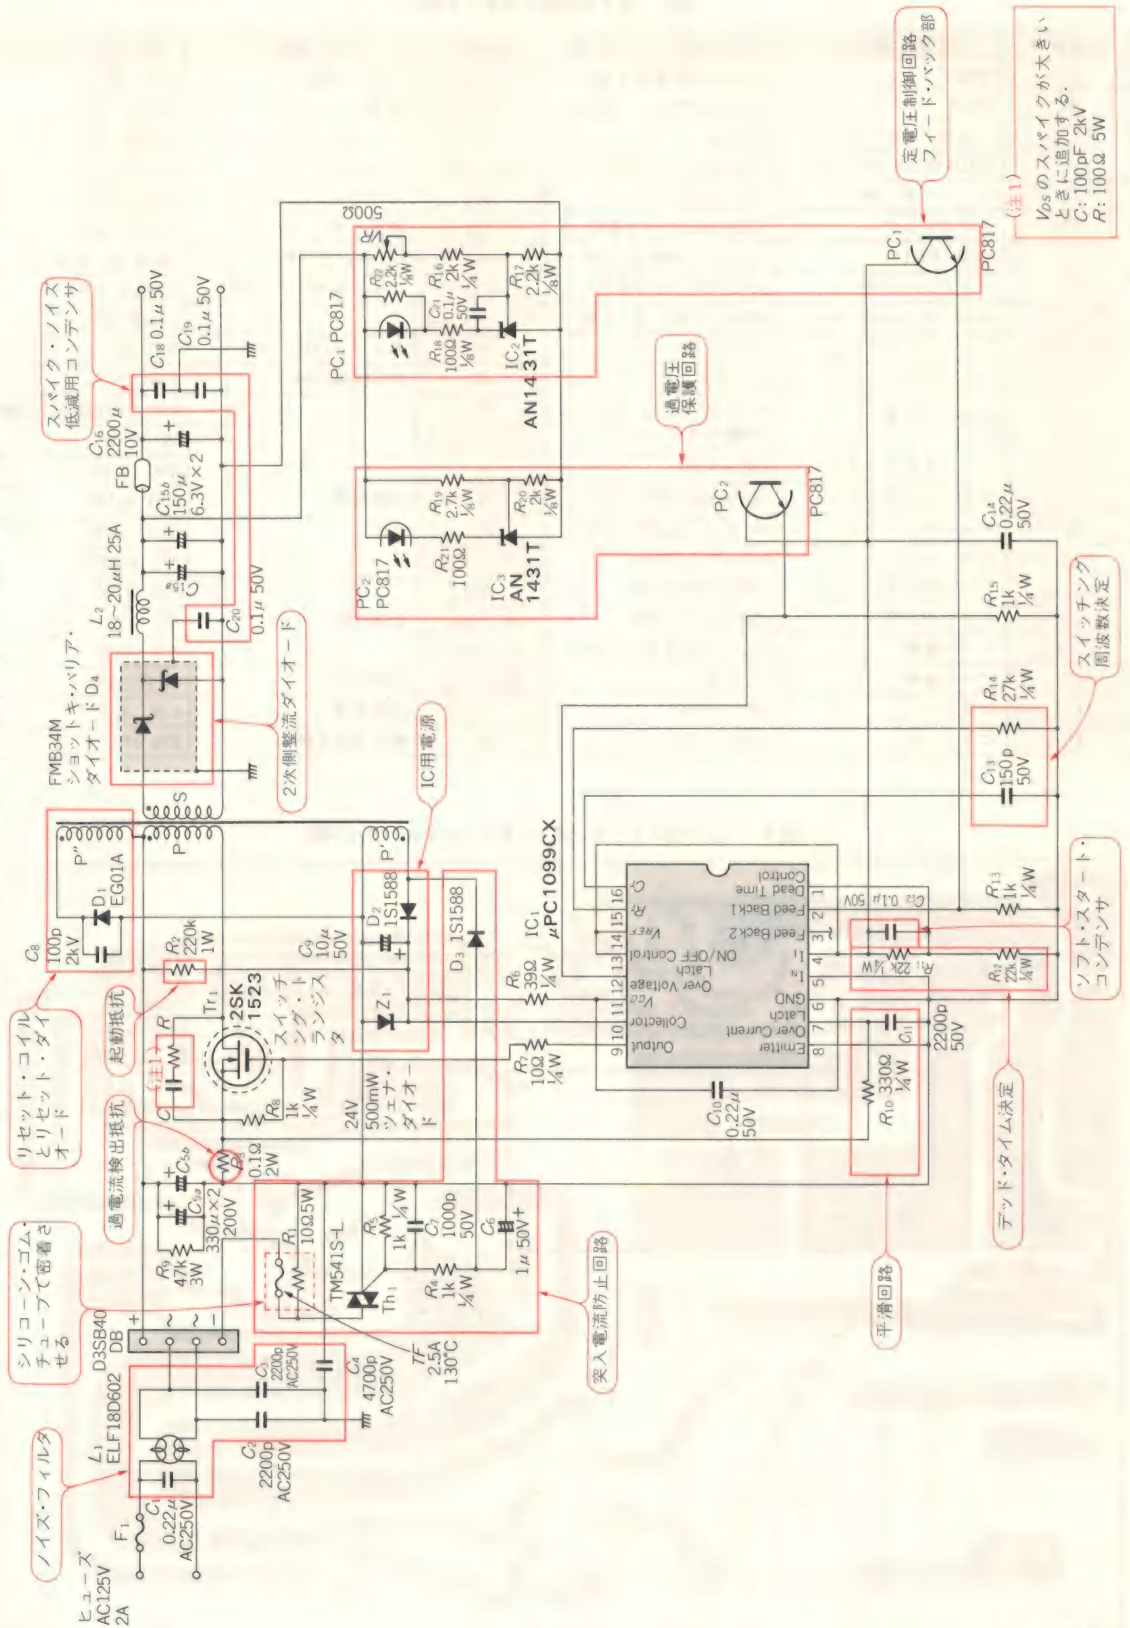 ヒューズ
AC125V
2A
F₁
ノイズ・フィルタ
C₁
0.22μ
AC250V
L₁
ELF18D602
C₂
2200p
AC250V
C₃
2200p
AC250V
C₄
4700p
AC250V
シリコーン・ゴム・
チューブで密着さ
せる
D3SB40
DB
+
~
~
−
TF
2.5A
130°C
R₁
10Ω5W
TM541S-L
Th₁
R₄
1k
¼W
R₅
1k
¼W
C₇
1000p
50V
C₆
1μ 50V+
突入電流防止回路
R₉
47k
3W
C₅ₐ
+
C₅b
+
330μ×2
200V
過電流検出抵抗
R₃
0.1Ω
2W
リセット・コイル
とリセット・ダイ
オード
起動抵抗
(注1)
C
R
R₈
1k
¼W
Tr₁
2SK
1523
スイッチ
ング・ト
ランジス
タ
C₈
100p
2kV
D₁
EG01A
R₂
220k
1W
24V
500mW
ツェナ・
ダイオー
ド
Z₁
C₉
10μ
50V
+
D₂
1S1588
D₃ 1S1588
IC用電源
P″
P
P′
S
FMB34M
ショットキ・バリア・
ダイオードD₄
2次側整流ダイオード
L₂
18～20μH 25A
C₂₀
0.1μ 50V
C₁₅ₐ
+
+
C₁₅b
150μ
6.3V×2
FB
C₁₆
2200μ
10V
+
スパイク・ノイズ
低減用コンデンサ
C₁₈ 0.1μ 50V
C₁₉
0.1μ 50V
PC₁ PC817
R₂₂
2.2k
⅛W
VR
500Ω
R₁₈
100Ω
⅛W
C₂₁
0.1μ
50V
R₁₆
2k
¼W
IC₂
AN1431T
R₁₇
2.2k
⅛W
PC₂
PC817
R₂₁
100Ω
R₁₉
2.7k
⅛W
IC₃
AN
1431T
R₂₀
2k
⅛W
過電圧
保護回路
PC₂
PC817
定電圧制御回路
フィード・バック部
PC₁
PC817
(注1)
V_DSのスパイクが大きい
ときに追加する.
C: 100pF 2kV
R: 100Ω 5W
IC₁
μPC1099CX
R₆
39Ω
¼W
R₇
10Ω
¼W
C₁₀
0.22μ
50V
9
10
11
12
13
14
15
16
Output
Collector
V_CC
Over Voltage
Latch
ON/OFF Control
V_REF
R_T
C_T
Emitter
Over Current
Latch
GND
Feed Back2
Feed Back1
Dead Time
Control
8
7
6
5
4
3
2
1
R₁₀ 330Ω
¼W
C₁₁
2200p
50V
平滑回路
R₁₁ 22k ¼W
C₁₂ 0.1μ 50V
R₁₂
22k
¼W
デッド・タイム決定
ソフト・スタート・
コンデンサ
R₁₃
1k
¼W
C₁₃
150p
50V
R₁₄
27k
¼W
スイッチング
周波数決定
R₁₅
1k
¼W
C₁₄
0.22μ
50V